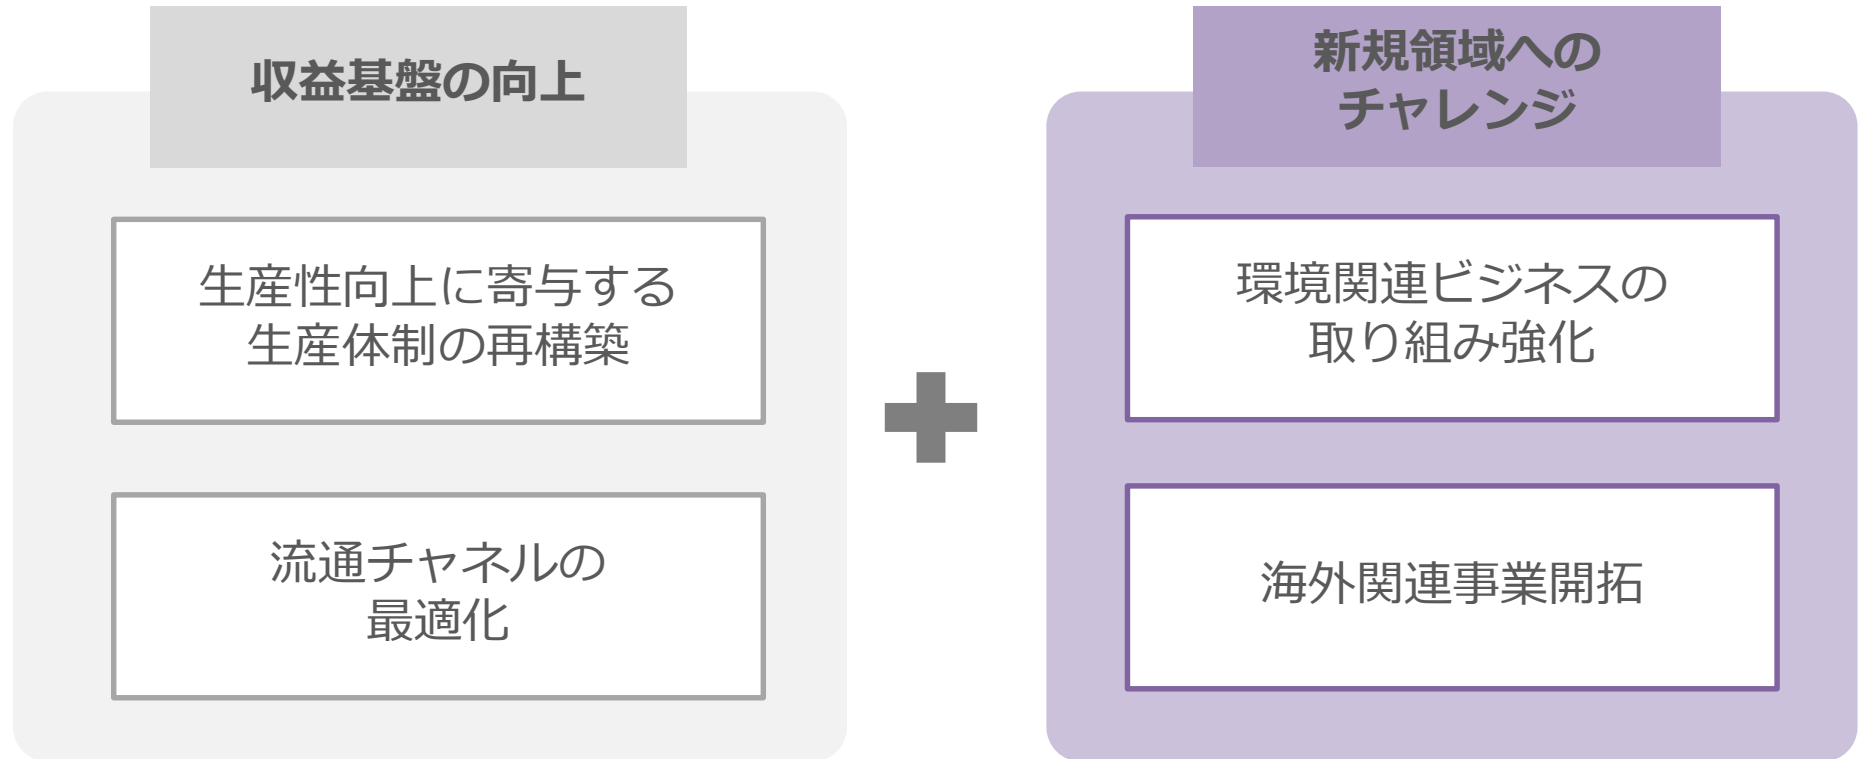 収益基盤の向上
生産性向上に寄与する
生産体制の再構築
流通チャネルの
最適化
新規領域への
チャレンジ
環境関連ビジネスの
取り組み強化
海外関連事業開拓